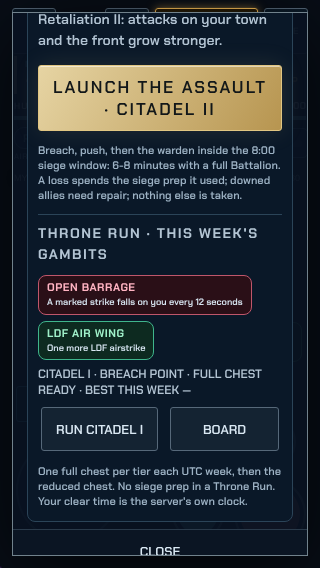 Retaliation II: attacks on your town
and the front grow stronger.
LAUNCH THE ASSAULT
· CITADEL II
Breach, push, then the warden inside the 8:00
siege window: 6-8 minutes with a full Battalion.
A loss spends the siege prep it used; downed
allies need repair; nothing else is taken.
THRONE RUN · THIS WEEK'S
GAMBITS
OPEN BARRAGE
A marked strike falls on you every 12 seconds
LDF AIR WING
One more LDF airstrike
CITADEL I · BREACH POINT · FULL CHEST
READY · BEST THIS WEEK —
RUN CITADEL I
BOARD
One full chest per tier each UTC week, then the
reduced chest. No siege prep in a Throne Run.
Your clear time is the server's own clock.
CLOSE